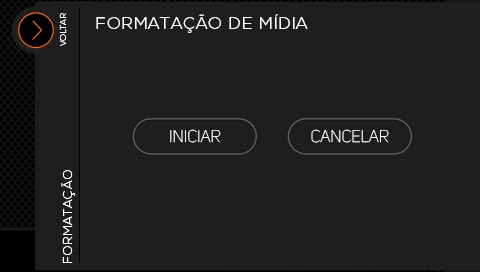 VOLTAR
FORMATAÇÃO DE MÍDIA
INICIAR
CANCELAR
FORMATAÇÃO